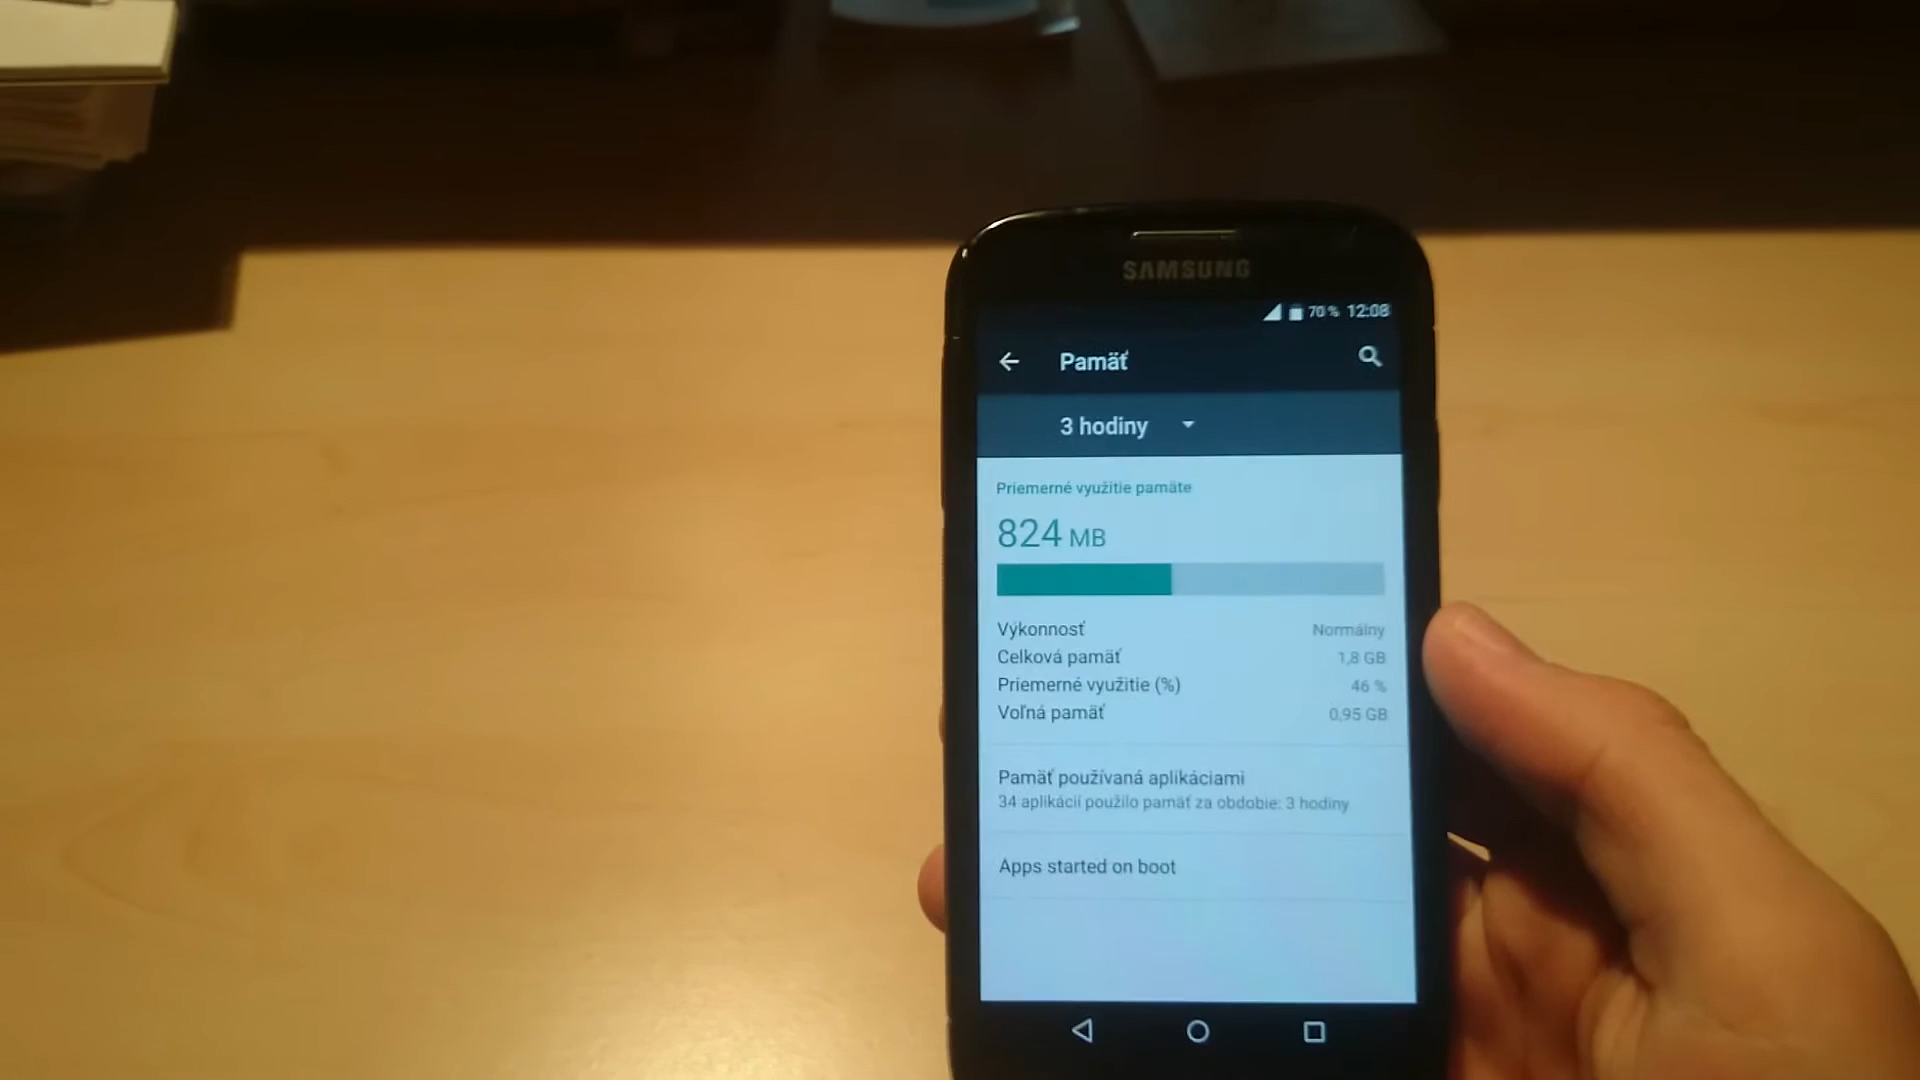 SAMSUNG
70 % 12:08
Pamäť
3 hodiny
Priemerné využitie pamäte
824 MB
Výkonnosť Normálny
Celková pamäť 1,8 GB
Priemerné využitie (%) 46 %
Voľná pamäť 0,95 GB
Pamäť používaná aplikáciami
34 aplikácií použilo pamäť za obdobie: 3 hodiny
Apps started on boot